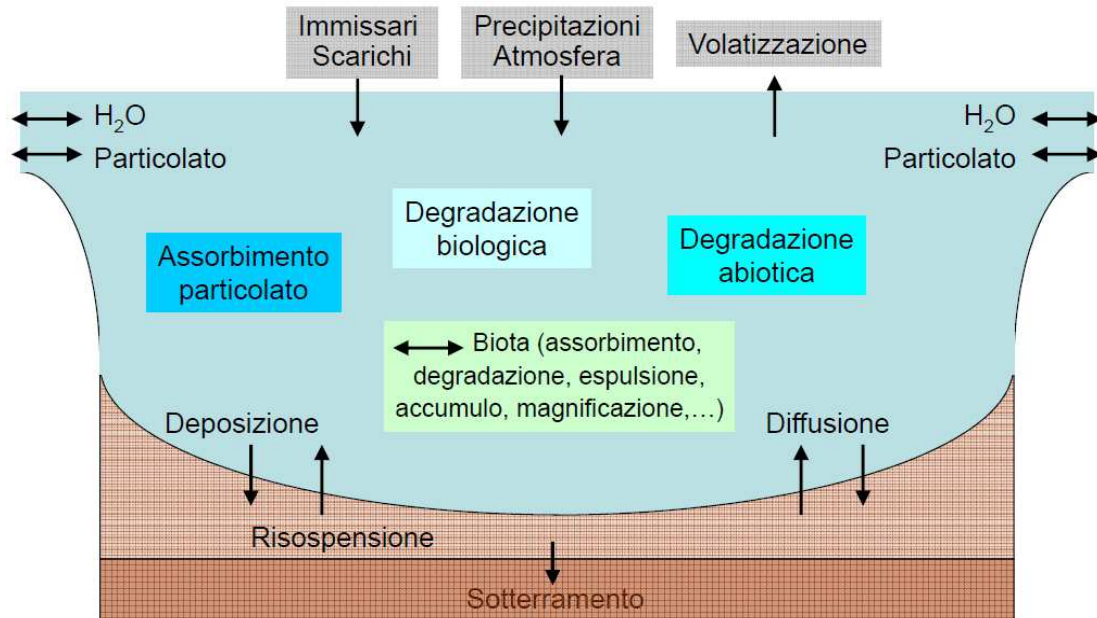 Immissari
Scarichi
Precipitazioni
Atmosfera
Volatizzazione
H₂O
Particolato
H₂O
Particolato
Degradazione
biologica
Degradazione
abiotica
Assorbimento
particolato
Biota (assorbimento,
degradazione, espulsione,
accumulo, magnificazione,...)
Deposizione
Diffusione
Risospensione
Sotterramento